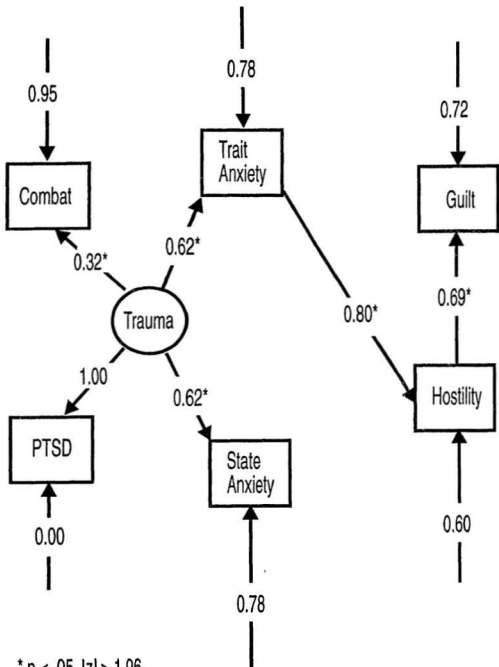 0.78
0.95
0.72
Trait
Anxiety
Combat
Guilt
0.32*
0.62*
0.69*
0.80*
Trauma
1.00
0.62*
Hostility
PTSD
State
Anxiety
0.00
0.60
0.78
* p < .05, |z| > 1.96